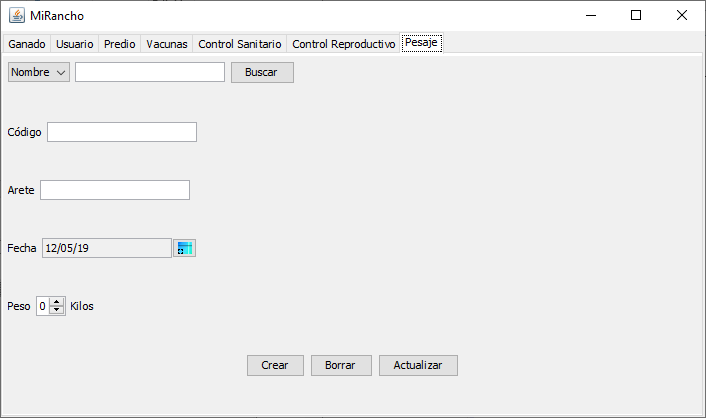 MiRancho
Ganado Usuario Predio Vacunas Control Sanitario Control Reproductivo Pesaje
Nombre Buscar
Código
Arete
Fecha 12/05/19
Peso 0 Kilos
Crear Borrar Actualizar